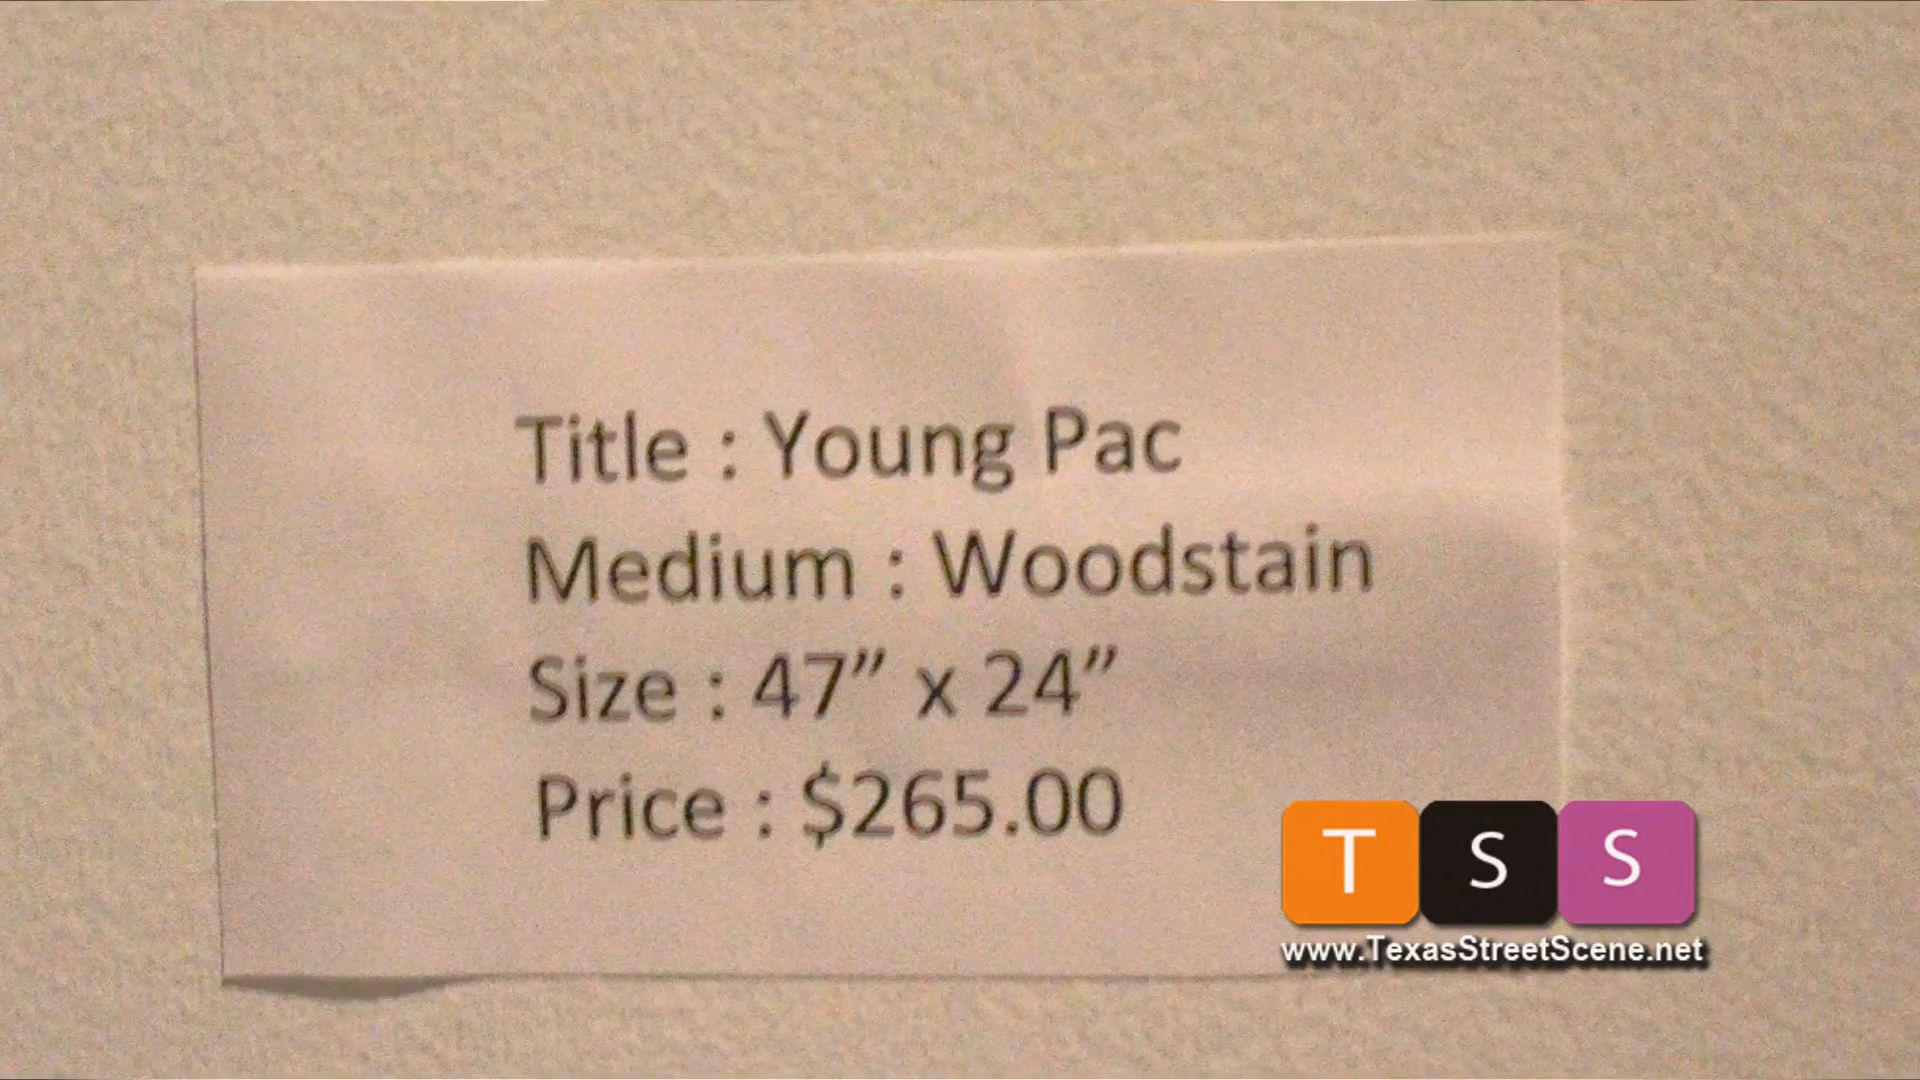 Title : Young Pac
Medium : Woodstain
Size : 47” x 24”
Price : $265.00
T S S
www.TexasStreetScene.net